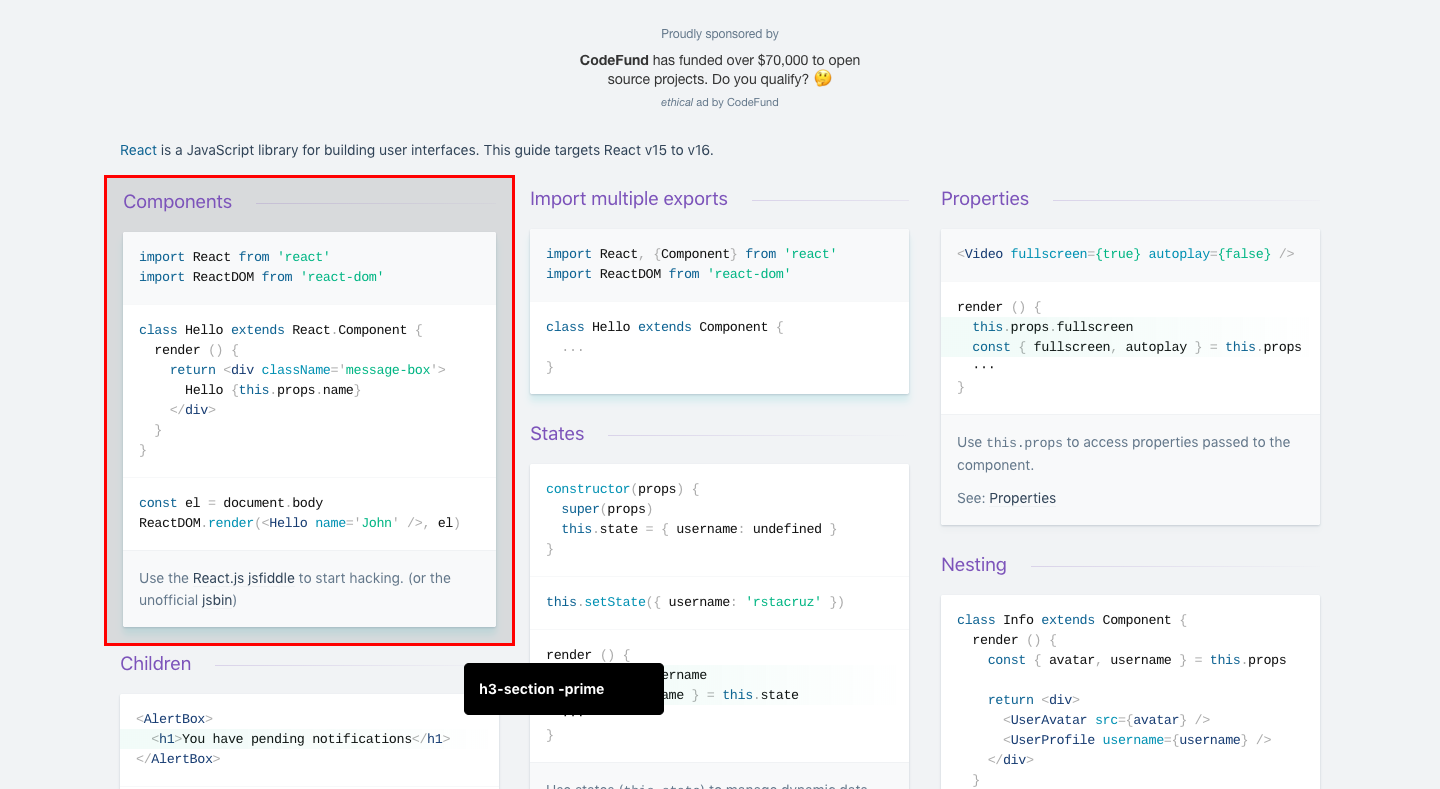 Proudly sponsored by
CodeFund has funded over $70,000 to open
source projects. Do you qualify? 🤔
ethical ad by CodeFund
React is a JavaScript library for building user interfaces. This guide targets React v15 to v16.
Components
import React from 'react'
import ReactDOM from 'react-dom'
class Hello extends React.Component {
  render () {
    return <div className='message-box'>
      Hello {this.props.name}
    </div>
  }
}
const el = document.body
ReactDOM.render(<Hello name='John' />, el)
Use the React.js jsfiddle to start hacking. (or the
unofficial jsbin)
Children
<AlertBox>
  <h1>You have pending notifications</h1>
</AlertBox>
Import multiple exports
import React, {Component} from 'react'
import ReactDOM from 'react-dom'
class Hello extends Component {
  ...
}
States
constructor(props) {
  super(props)
  this.state = { username: undefined }
}
this.setState({ username: 'rstacruz' })
render () {
ername
ame } = this.state
  ...
}
Use states (this.state) to manage dynamic data.
h3-section -prime
Properties
<Video fullscreen={true} autoplay={false} />
render () {
  this.props.fullscreen
  const { fullscreen, autoplay } = this.props
  ...
}
Use this.props to access properties passed to the
component.
See: Properties
Nesting
class Info extends Component {
  render () {
    const { avatar, username } = this.props
    return <div>
      <UserAvatar src={avatar} />
      <UserProfile username={username} />
    </div>
  }